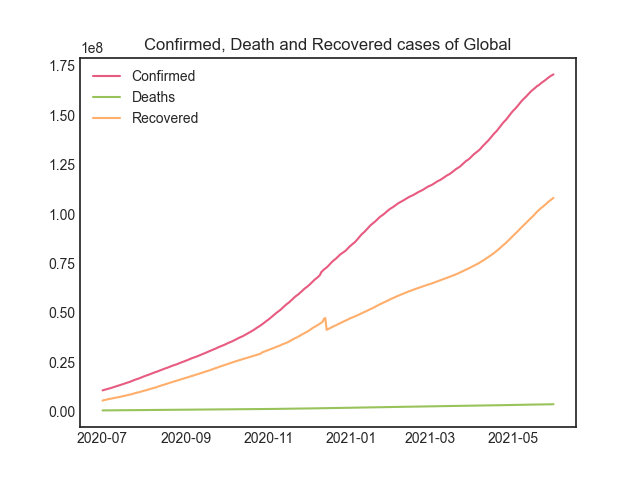 Confirmed, Death and Recovered cases of Global
1e8
1.75
1.50
1.25
1.00
0.75
0.50
0.25
0.00
Confirmed
Deaths
Recovered
2020-07 2020-09 2020-11 2021-01 2021-03 2021-05